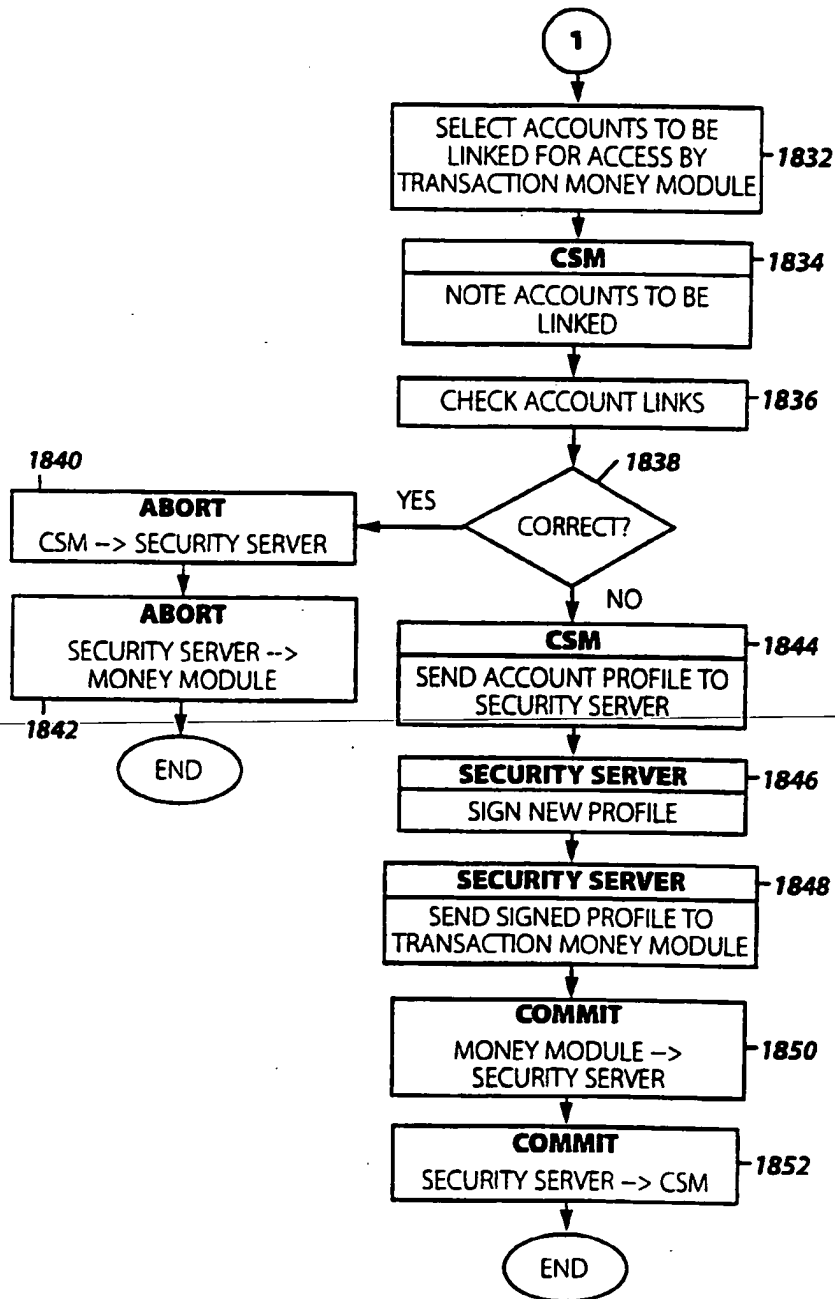 1
SELECT ACCOUNTS TO BE
LINKED FOR ACCESS BY
TRANSACTION MONEY MODULE
1832
CSM
1834
NOTE ACCOUNTS TO BE
LINKED
CHECK ACCOUNT LINKS
1836
1838
CORRECT?
YES
1840
ABORT
CSM –> SECURITY SERVER
ABORT
SECURITY SERVER -->
MONEY MODULE
1842
END
NO
CSM
1844
SEND ACCOUNT PROFILE TO
SECURITY SERVER
SECURITY SERVER
1846
SIGN NEW PROFILE
SECURITY SERVER
1848
SEND SIGNED PROFILE TO
TRANSACTION MONEY MODULE
COMMIT
MONEY MODULE –>
SECURITY SERVER
1850
COMMIT
SECURITY SERVER –> CSM
1852
END